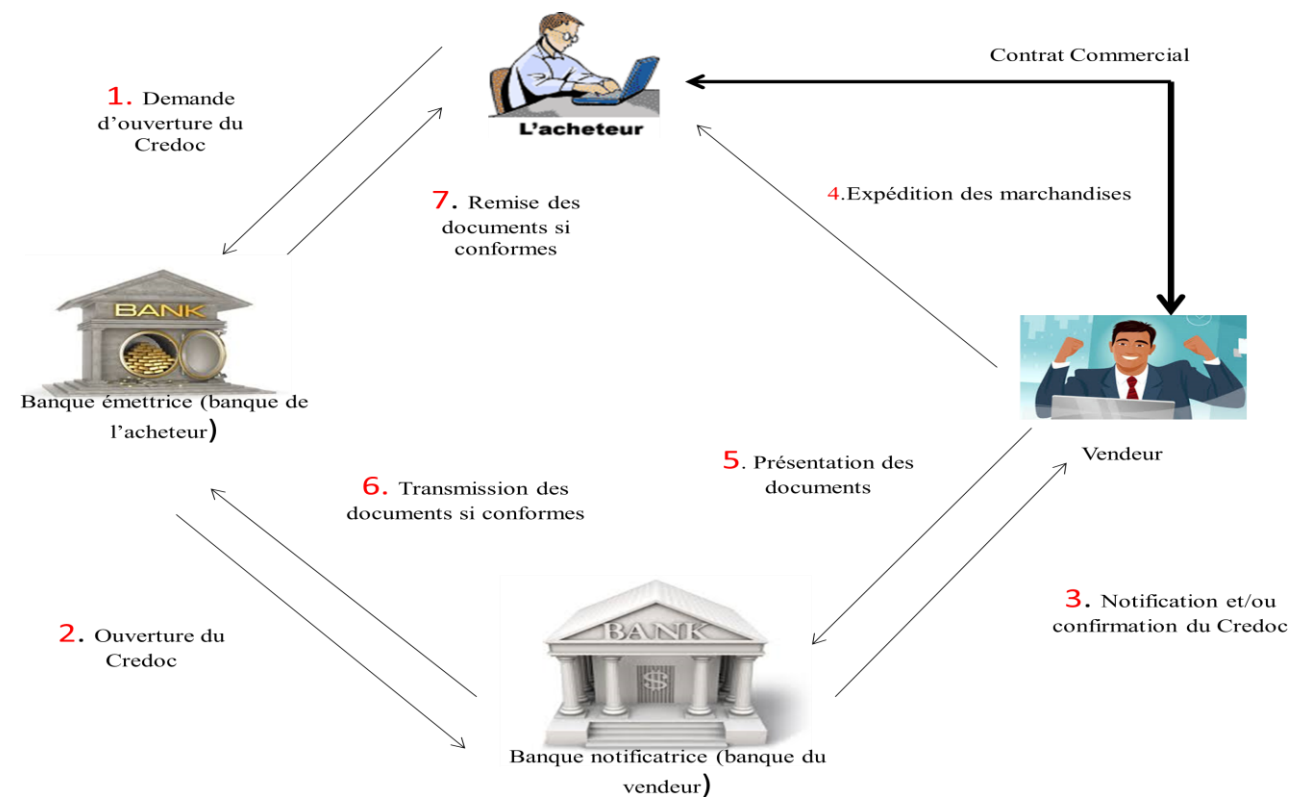 Contrat Commercial
1. Demande
d'ouverture du
Credoc
L'acheteur
7. Remise des
documents si
conformes
4.Expédition des marchandises
BANK
Banque émettrice (banque de
l'acheteur)
Vendeur
5. Présentation des
documents
6. Transmission des
documents si conformes
3. Notification et/ou
confirmation du Credoc
2. Ouverture du
Credoc
BANK
$
Banque notificatrice (banque du
vendeur)